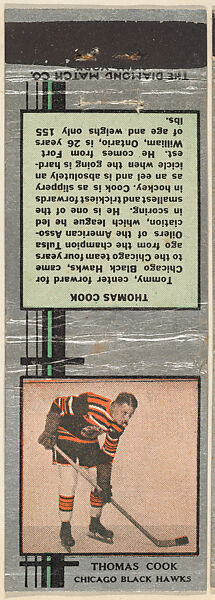 THOMAS COOK
Tommy, center forward for
Chicago Black Hawks, came
to the Chicago team four years
ago from the champion Tulsa
Oilers of the American Asso-
ciation, which league he led
in scoring. He is one of the
smallest and trickiest forwards
in hockey. Cook is as slippery
as an eel and is absolutely an
icicle when the going is hard-
est. He comes from Fort
William, Ontario, is 26 years
of age and weighs only 155
lbs.
THE DIAMOND MATCH CO.
THOMAS COOK
CHICAGO BLACK HAWKS